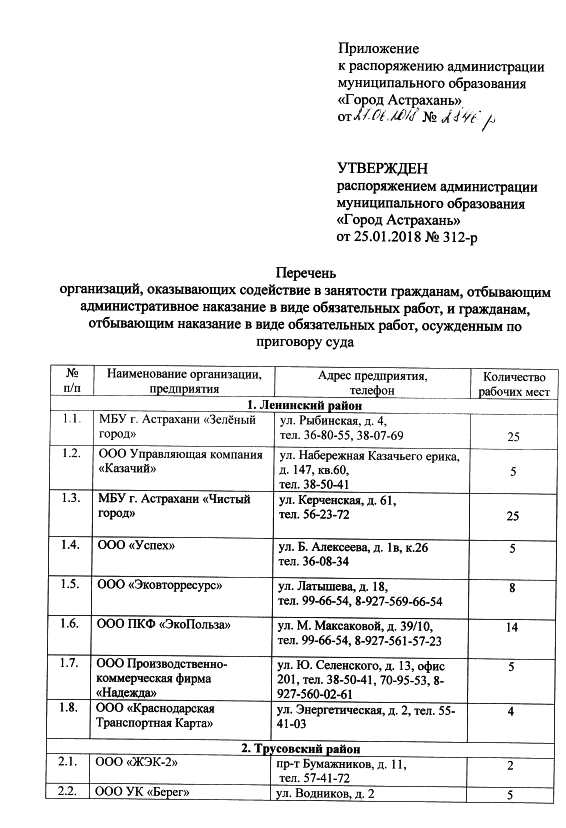 Приложение
к распоряжению администрации
муниципального образования
«Город Астрахань»
от 21.06.2018 № 2846 р
УТВЕРЖДЕН
распоряжением администрации
муниципального образования
«Город Астрахань»
от 25.01.2018 № 312-р
Перечень
организаций, оказывающих содействие в занятости гражданам, отбывающим
административное наказание в виде обязательных работ, и гражданам,
отбывающим наказание в виде обязательных работ, осужденным по
приговору суда
№ п/п
Наименование организации,
предприятия
Адрес предприятия,
телефон
Количество
рабочих мест
1. Ленинский район
1.1.
МБУ г. Астрахани «Зелёный
город»
ул. Рыбинская, д. 4,
тел. 36-80-55, 38-07-69
25
1.2.
ООО Управляющая компания
«Казачий»
ул. Набережная Казачьего ерика,
д. 147, кв.60,
тел. 38-50-41
5
1.3.
МБУ г. Астрахани «Чистый
город»
ул. Керченская, д. 61,
тел. 56-23-72
25
1.4.
ООО «Успех»
ул. Б. Алексеева, д. 1в, к.26
тел. 36-08-34
5
1.5.
ООО «Эковторресурс»
ул. Латышева, д. 18,
тел. 99-66-54, 8-927-569-66-54
8
1.6.
ООО ПКФ «ЭкоПольза»
ул. М. Максаковой, д. 39/10,
тел. 99-66-54, 8-927-561-57-23
14
1.7.
ООО Производственно-
коммерческая фирма
«Надежда»
ул. Ю. Селенского, д. 13, офис
201, тел. 38-50-41, 70-95-53, 8-
927-560-02-61
5
1.8.
ООО «Краснодарская
Транспортная Карта»
ул. Энергетическая, д. 2, тел. 55-
41-03
4
2. Трусовский район
2.1.
ООО «ЖЭК-2»
пр-т Бумажников, д. 11,
тел. 57-41-72
2
2.2.
ООО УК «Берег»
ул. Водников, д. 2
5